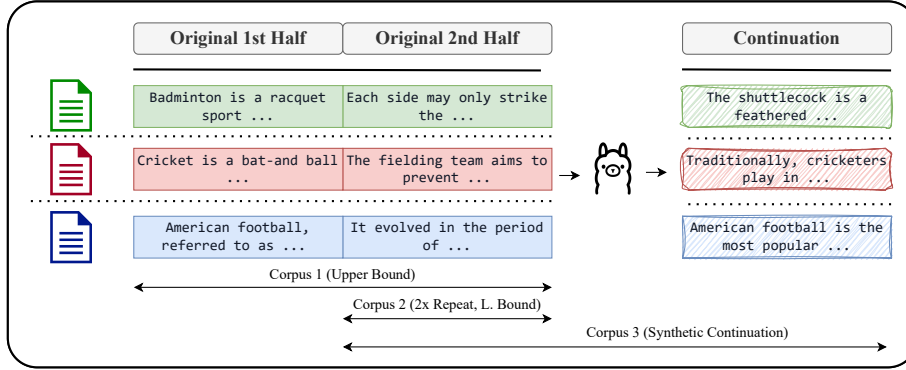 Original 1st Half
Original 2nd Half
Continuation
Badminton is a racquet
sport ...
Each side may only strike
the ...
The shuttlecock is a
feathered ...
Cricket is a bat-and ball
...
The fielding team aims to
prevent ...
Traditionally, cricketers
play in ...
American football,
referred to as ...
It evolved in the period
of ...
American football is the
most popular ...
Corpus 1 (Upper Bound)
Corpus 2 (2x Repeat, L. Bound)
Corpus 3 (Synthetic Continuation)